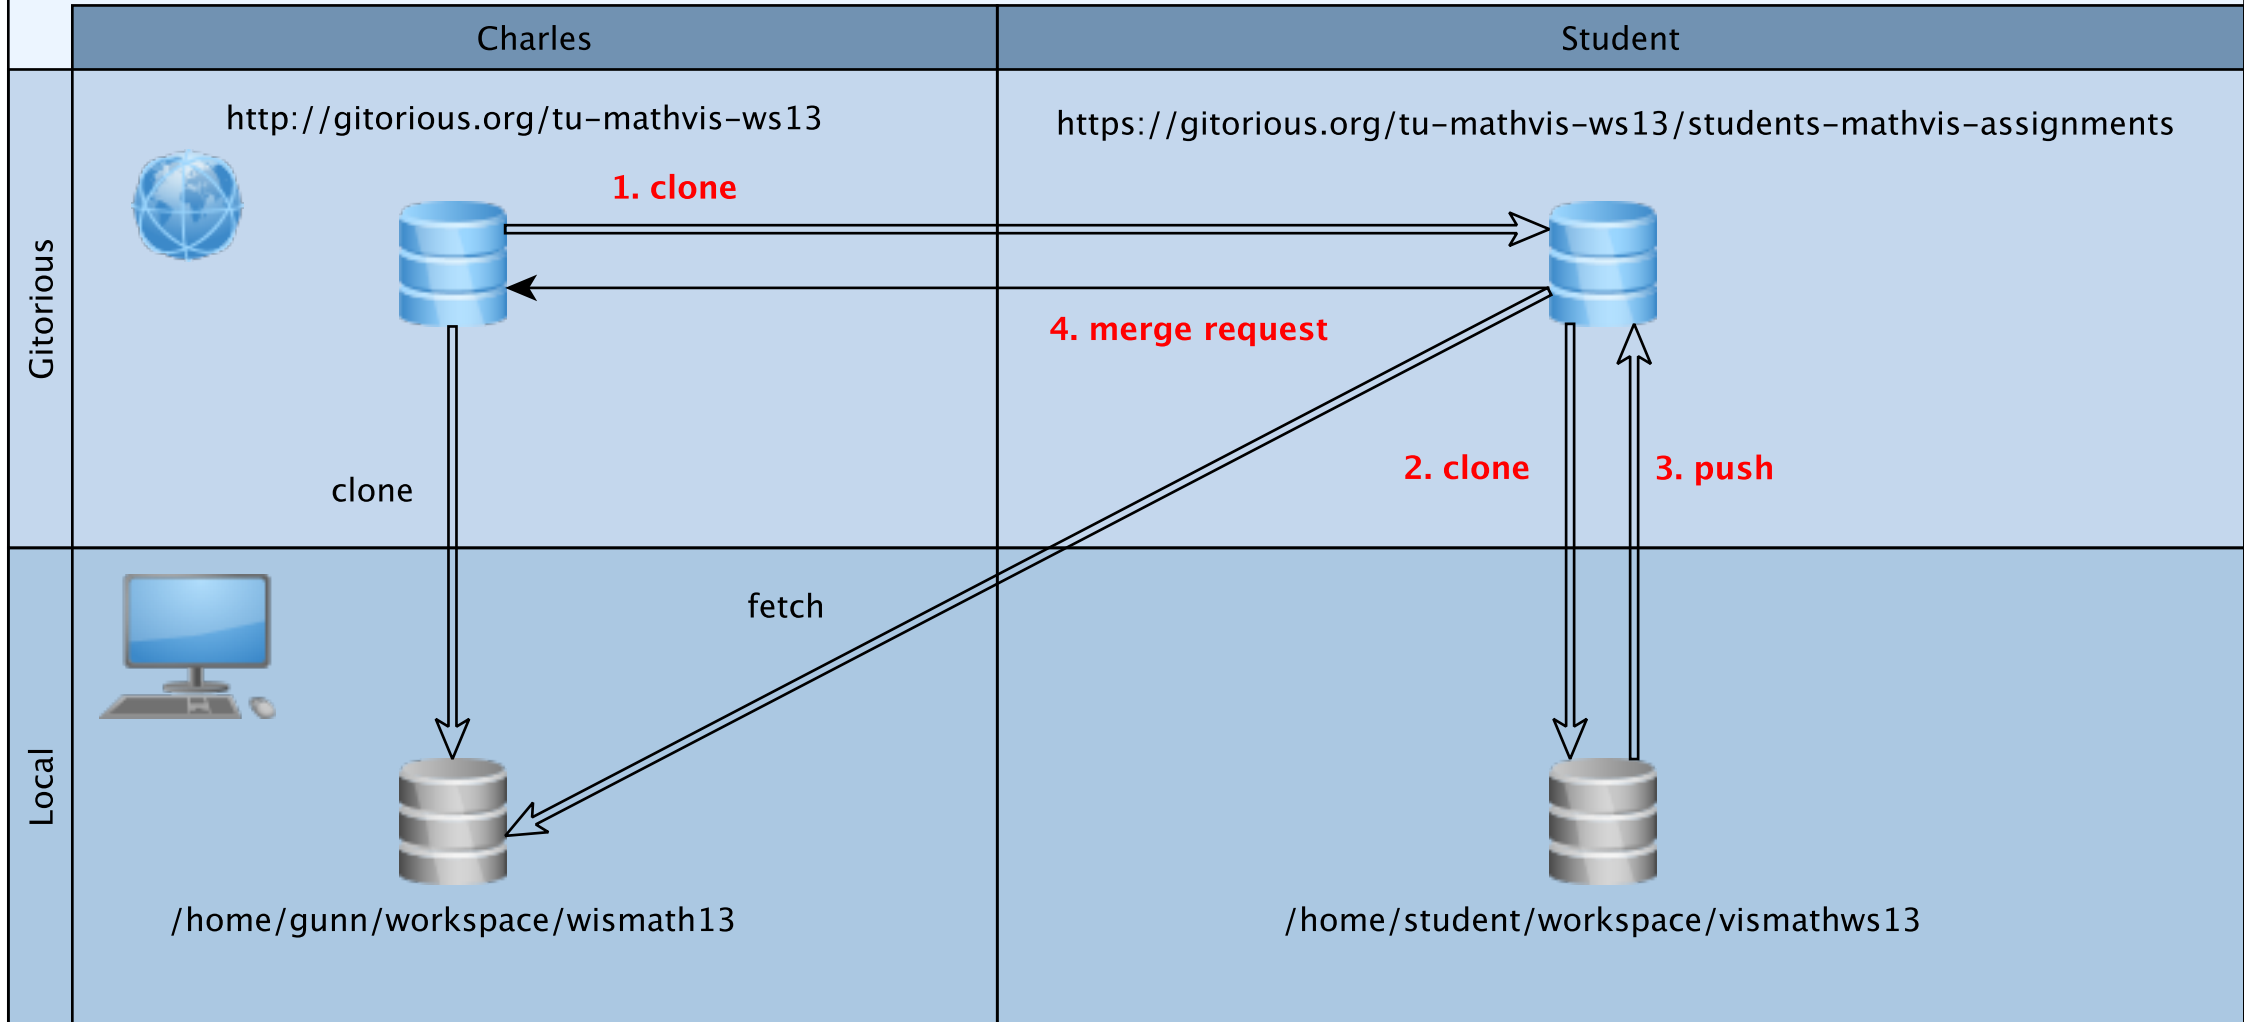 Charles
Student
Gitorious
http://gitorious.org/tu-mathvis-ws13
https://gitorious.org/tu-mathvis-ws13/students-mathvis-assignments
1. clone
4. merge request
clone
2. clone
3. push
Local
fetch
/home/gunn/workspace/wismath13
/home/student/workspace/vismathws13